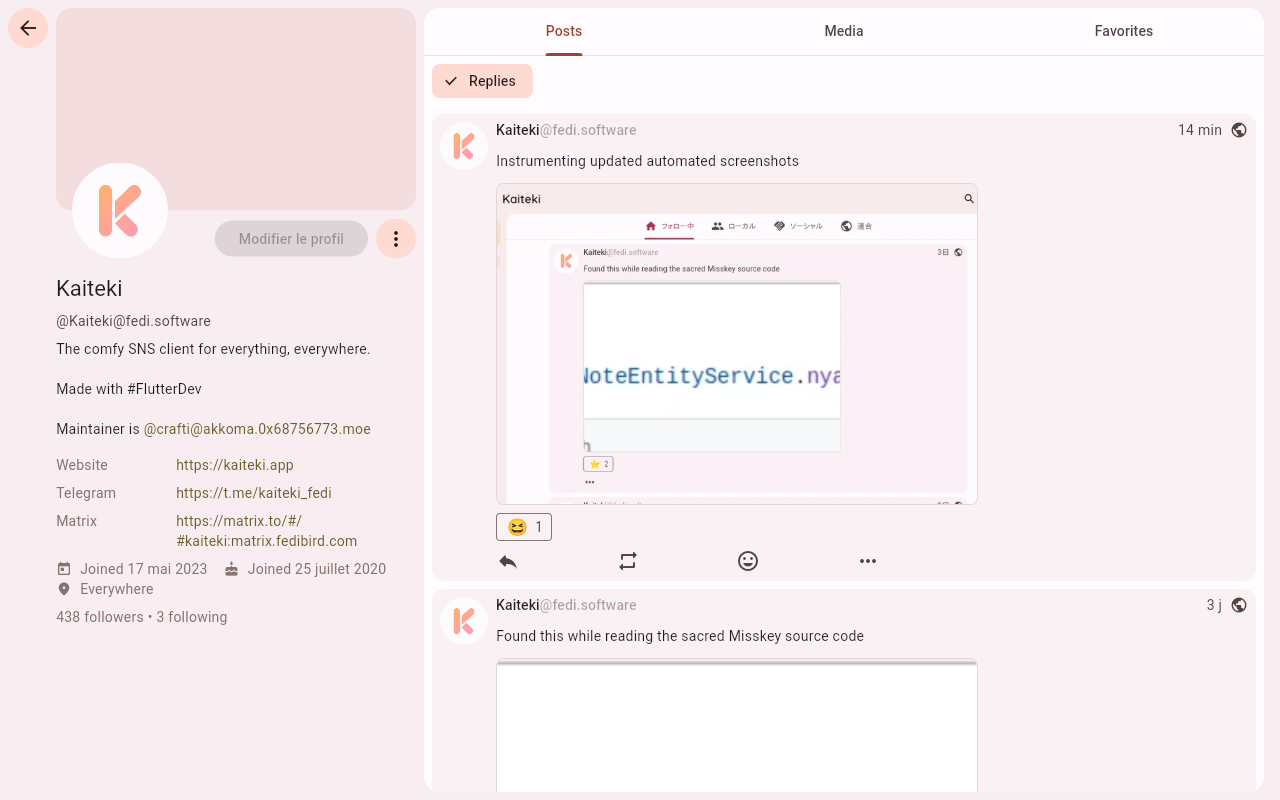 Modifier le profil
Kaiteki
@Kaiteki@fedi.software
The comfy SNS client for everything, everywhere.
Made with #FlutterDev
Maintainer is @crafti@akkoma.0x68756773.moe
Website https://kaiteki.app
Telegram https://t.me/kaiteki_fedi
Matrix https://matrix.to/#/
#kaiteki:matrix.fedibird.com
Joined 17 mai 2023 Joined 25 juillet 2020
Everywhere
438 followers • 3 following
Posts Media Favorites
Replies
Kaiteki@fedi.software 14 min
Instrumenting updated automated screenshots
Kaiteki
フォロー中 ローカル ソーシャル 連合
Kaiteki@fedi.software 3日
Found this while reading the sacred Misskey source code
NoteEntityService.nya
2
1
Kaiteki@fedi.software 3 j
Found this while reading the sacred Misskey source code